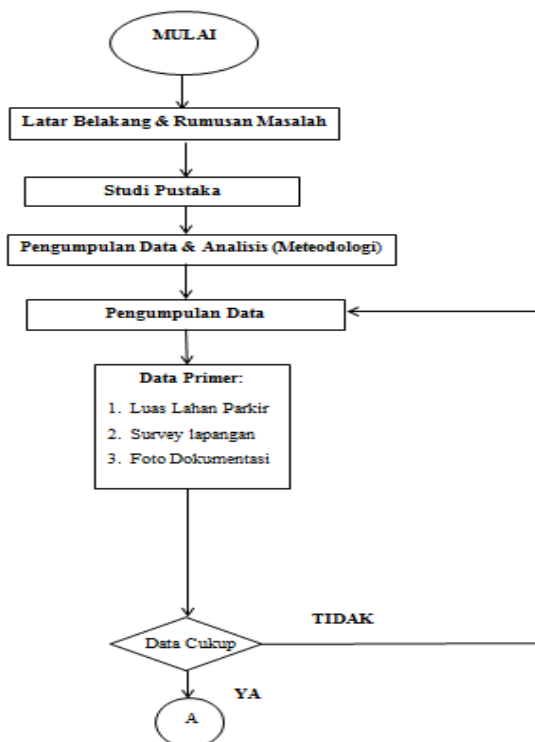 MULAI
Latar Belakang & Rumusan Masalah
Studi Pustaka
Pengumpulan Data & Analisis (Meteodologi)
Pengumpulan Data
Data Primer:
1. Luas Lahan Parkir
2. Survey lapangan
3. Foto Dokumentasi
Data Cukup
TIDAK
YA
A